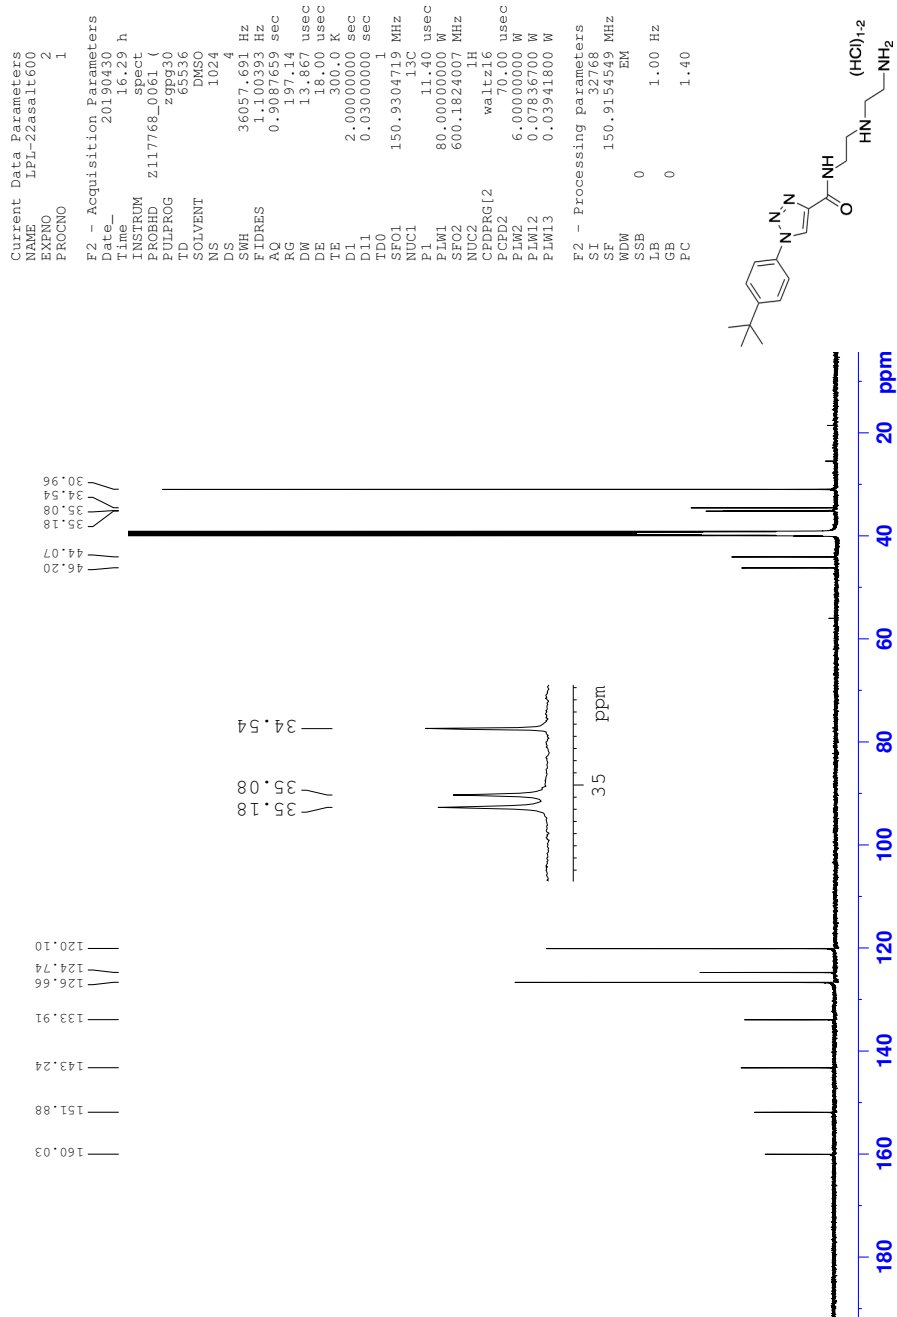 Current Data Parameters
NAME LPL-22asalt600
EXPNO 2
PROCNO 1
F2 - Acquisition Parameters
Date_ 20190430
Time 16.29 h
INSTRUM spect
PROBHD Z117768_0061 (
PULPROG zgpg30
TD 65536
SOLVENT DMSO
NS 1024
DS 4
SWH 36057.691 Hz
FIDRES 1.100393 Hz
AQ 0.9087659 sec
RG 197.14
DW 13.867 usec
DE 18.00 usec
TE 300.0 K
D1 2.00000000 sec
D11 0.03000000 sec
TD0 1
SFO1 150.9304719 MHz
NUC1 13C
P1 11.40 usec
PLW1 80.00000000 W
SFO2 600.1824007 MHz
NUC2 1H
CPDPRG[2 waltz16
PCPD2 70.00 usec
PLW2 6.00000000 W
PLW12 0.07836700 W
PLW13 0.03941800 W
F2 - Processing parameters
SI 32768
SF 150.9154549 MHz
WDW EM
SSB 0
LB 1.00 Hz
GB 0
PC 1.40
N N N
O
NH
HN
NH2
(HCl)1-2
160.03
151.88
143.24
133.91
126.66
124.74
120.10
46.20
44.07
35.18
35.08
34.54
30.96
35.18
35.08
34.54
35 ppm
180 160 140 120 100 80 60 40 20 ppm